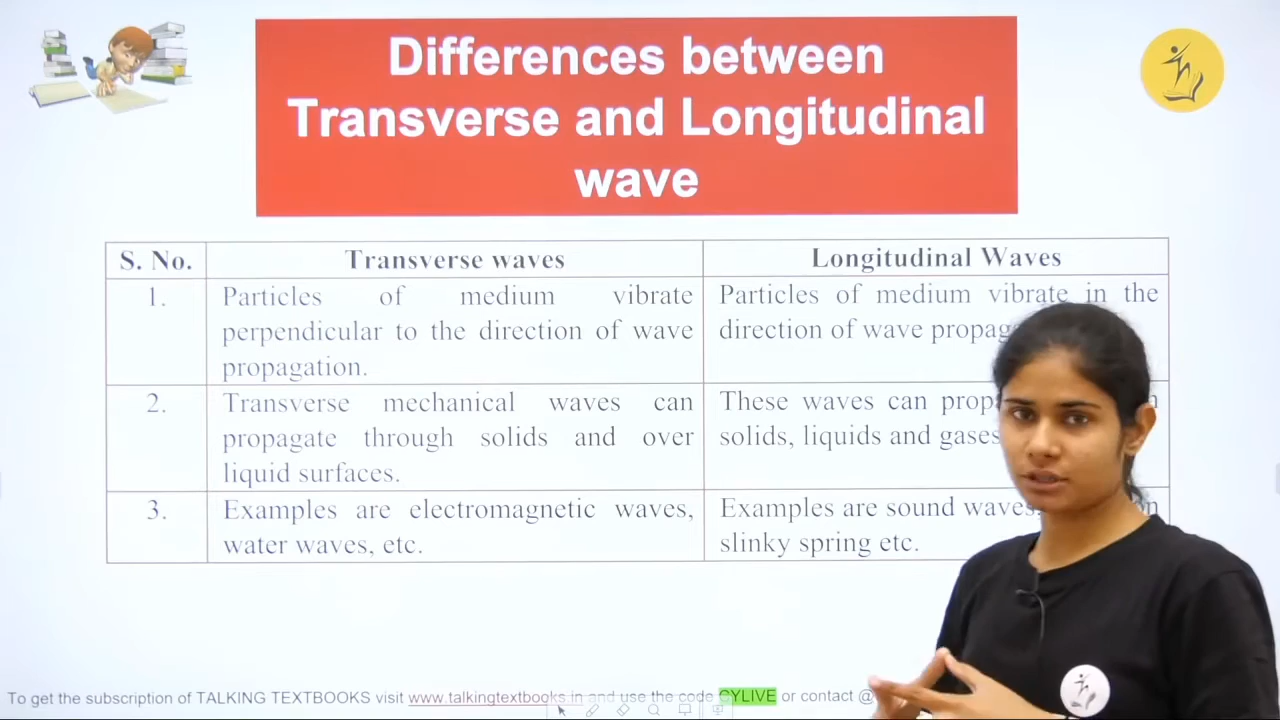 Differences between
Transverse and Longitudinal
wave
S. No.
Transverse waves
Longitudinal Waves
1.
Particles of medium vibrate
perpendicular to the direction of wave
propagation.
Particles of medium vibrate in the
direction of wave
2.
Transverse mechanical waves can
propagate through solids and over
liquid surfaces.
These waves can
solids, liquids and gases
3.
Examples are electromagnetic waves,
water waves, etc.
Examples are sound waves,
slinky spring etc.
To get the subscription of TALKING TEXTBOOKS visit www.talkingtextbooks.in and use the code CYLIVE or contact @